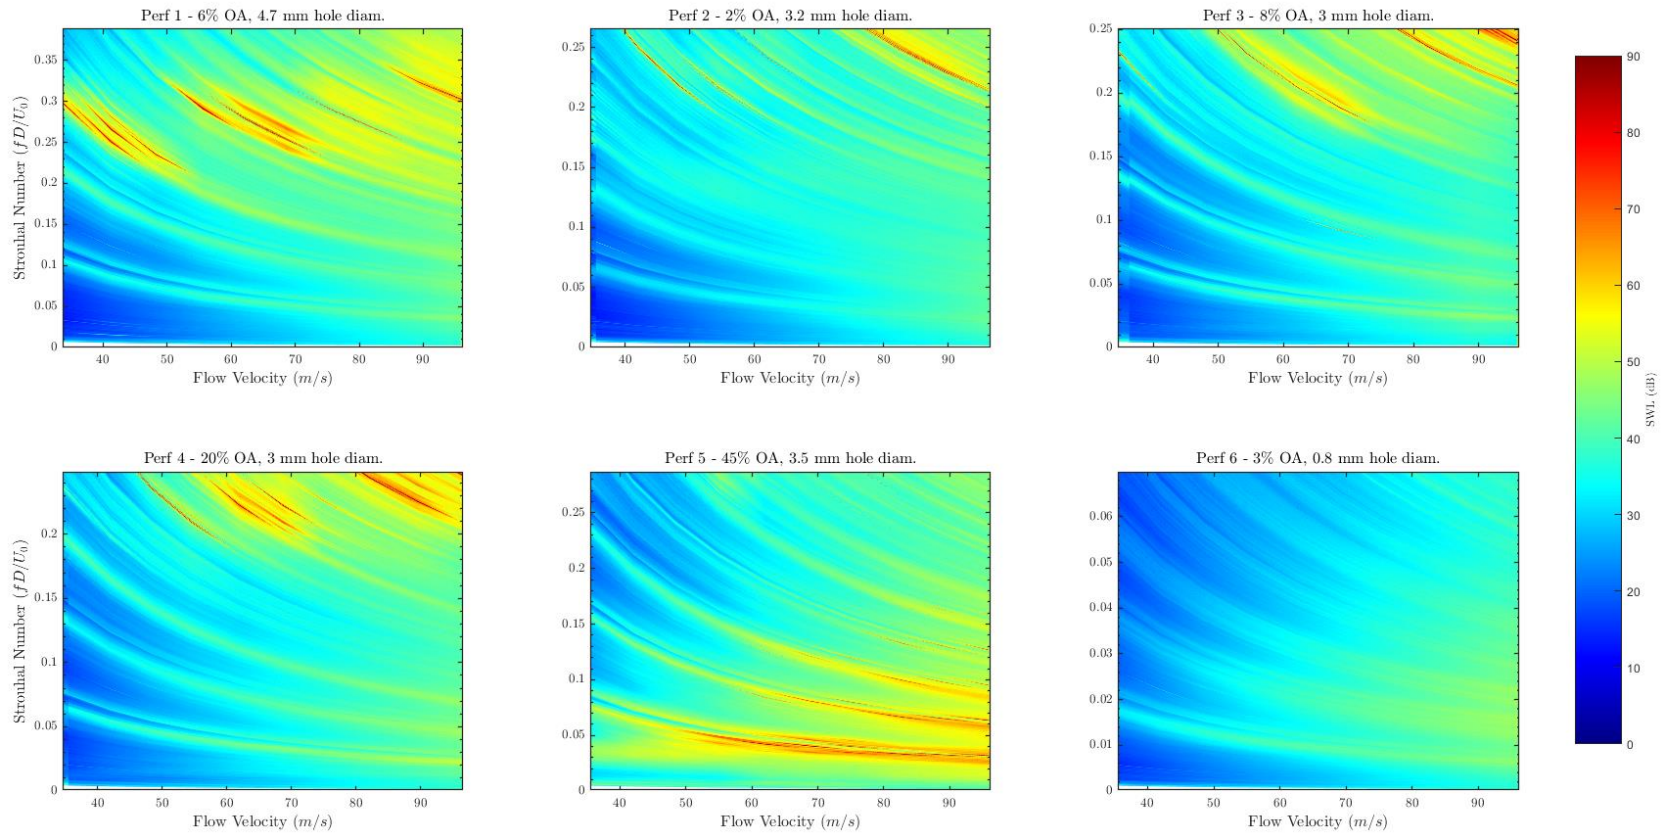 Perf 1 - 6% OA, 4.7 mm hole diam.
Strouhal Number (fD/U₀)
0.35
0.3
0.25
0.2
0.15
0.1
0.05
0
40 50 60 70 80 90
Flow Velocity (m/s)
Perf 2 - 2% OA, 3.2 mm hole diam.
0.25
0.2
0.15
0.1
0.05
0
40 50 60 70 80 90
Flow Velocity (m/s)
Perf 3 - 8% OA, 3 mm hole diam.
0.25
0.2
0.15
0.1
0.05
0
40 50 60 70 80 90
Flow Velocity (m/s)
Perf 4 - 20% OA, 3 mm hole diam.
Strouhal Number (fD/U₀)
0.2
0.15
0.1
0.05
0
40 50 60 70 80 90
Flow Velocity (m/s)
Perf 5 - 45% OA, 3.5 mm hole diam.
0.25
0.2
0.15
0.1
0.05
0
40 50 60 70 80 90
Flow Velocity (m/s)
Perf 6 - 3% OA, 0.8 mm hole diam.
0.06
0.05
0.04
0.03
0.02
0.01
0
40 50 60 70 80 90
Flow Velocity (m/s)
90
80
70
60
50
40
30
20
10
0
SWL (dB)